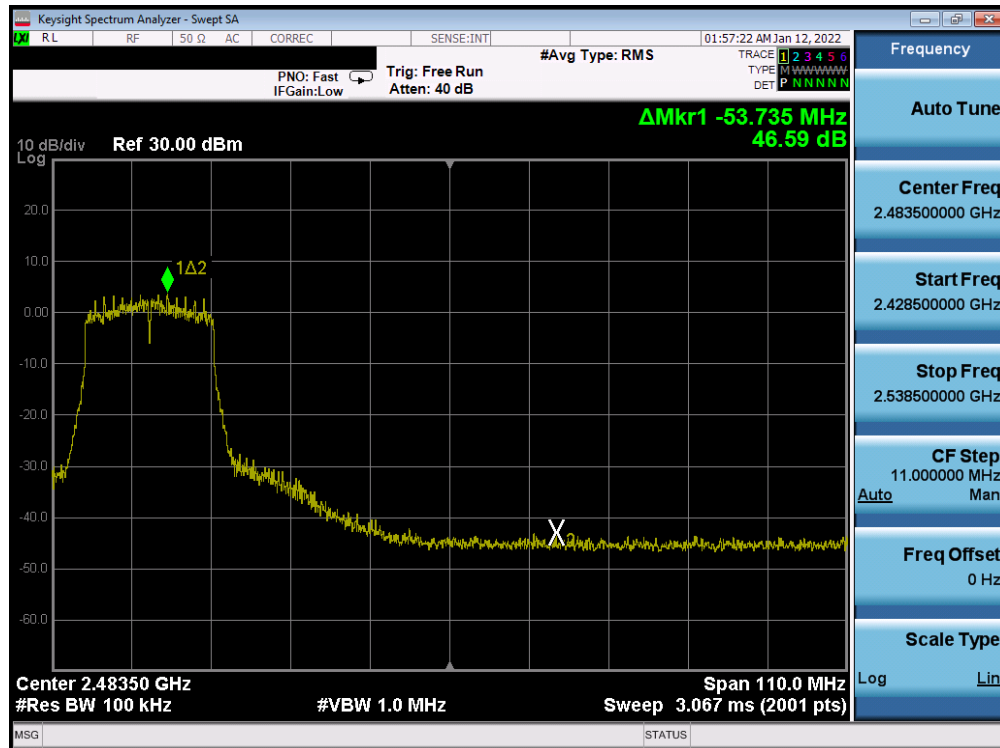 Keysight Spectrum Analyzer - Swept SA
LXI RL RF 50 Ω AC CORREC SENSE:INT 01:57:22 AM Jan 12, 2022
#Avg Type: RMS TRACE 1 2 3 4 5 6
PNO: Fast Trig: Free Run TYPE M W W W W W
IFGain:Low Atten: 40 dB DET P N N N N N
ΔMkr1 -53.735 MHz
46.59 dB
10 dB/div Ref 30.00 dBm
Log
20.0
10.0
1Δ2
0.00
-10.0
-20.0
-30.0
-40.0
X
2
-50.0
-60.0
Center 2.48350 GHz Span 110.0 MHz
#Res BW 100 kHz #VBW 1.0 MHz Sweep 3.067 ms (2001 pts)
MSG STATUS
Frequency
Auto Tune
Center Freq
2.483500000 GHz
Start Freq
2.428500000 GHz
Stop Freq
2.538500000 GHz
CF Step
11.000000 MHz
Auto Man
Freq Offset
0 Hz
Scale Type
Log Lin